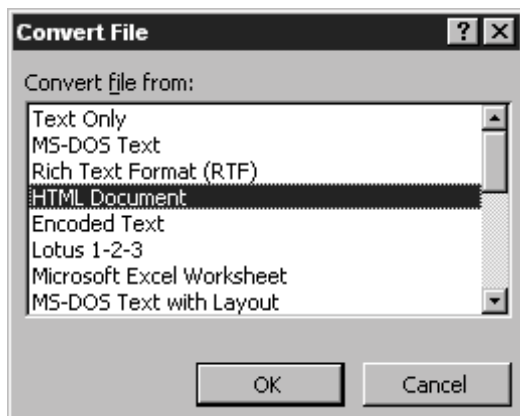 Convert File
Convert file from:
Text Only
MS-DOS Text
Rich Text Format (RTF)
HTML Document
Encoded Text
Lotus 1-2-3
Microsoft Excel Worksheet
MS-DOS Text with Layout
OK Cancel